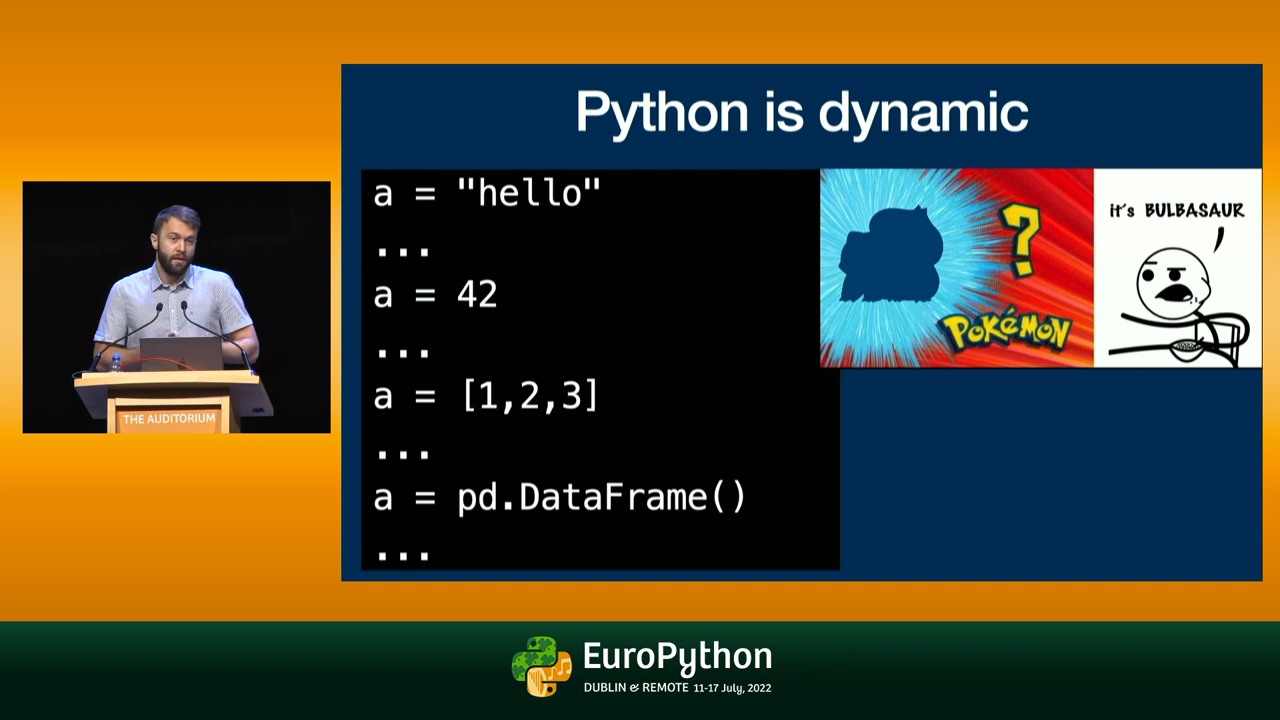 Python is dynamic
a = "hello"
...
a = 42
...
a = [1,2,3]
...
a = pd.DataFrame()
...
?
POKéMON
it's BULBASAUR
THE AUDITORIUM
EuroPython
DUBLIN & REMOTE 11-17 July, 2022